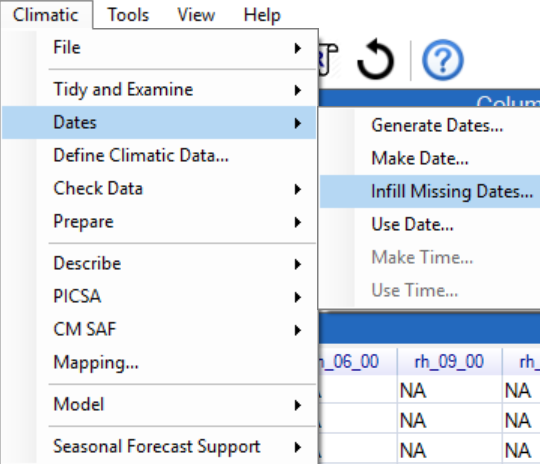 Climatic Tools View Help
File
Tidy and Examine
Dates
Define Climatic Data...
Check Data
Prepare
Describe
PICSA
CM SAF
Mapping...
Model
Seasonal Forecast Support
Generate Dates...
Make Date...
Infill Missing Dates...
Use Date...
Make Time...
Use Time...
_06_00 rh_09_00 rh_
NA NA
NA NA
NA NA